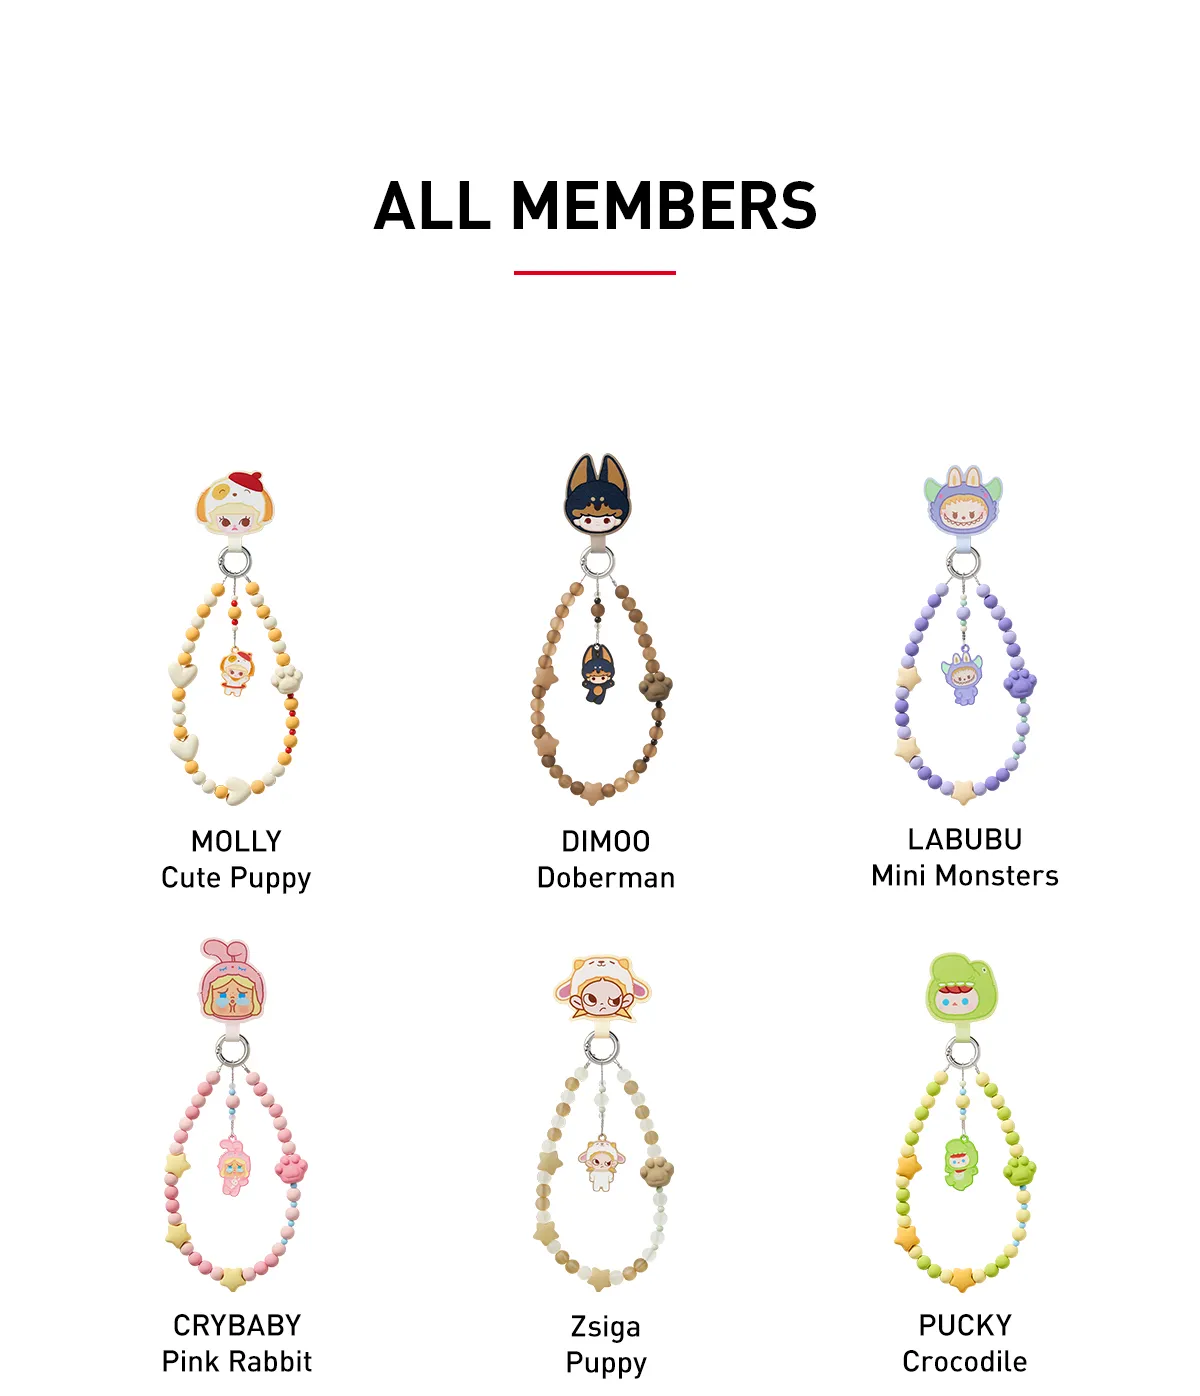 ALL MEMBERS
MOLLY
Cute Puppy
DIMOO
Doberman
LABUBU
Mini Monsters
CRYBABY
Pink Rabbit
Zsiga
Puppy
PUCKY
Crocodile